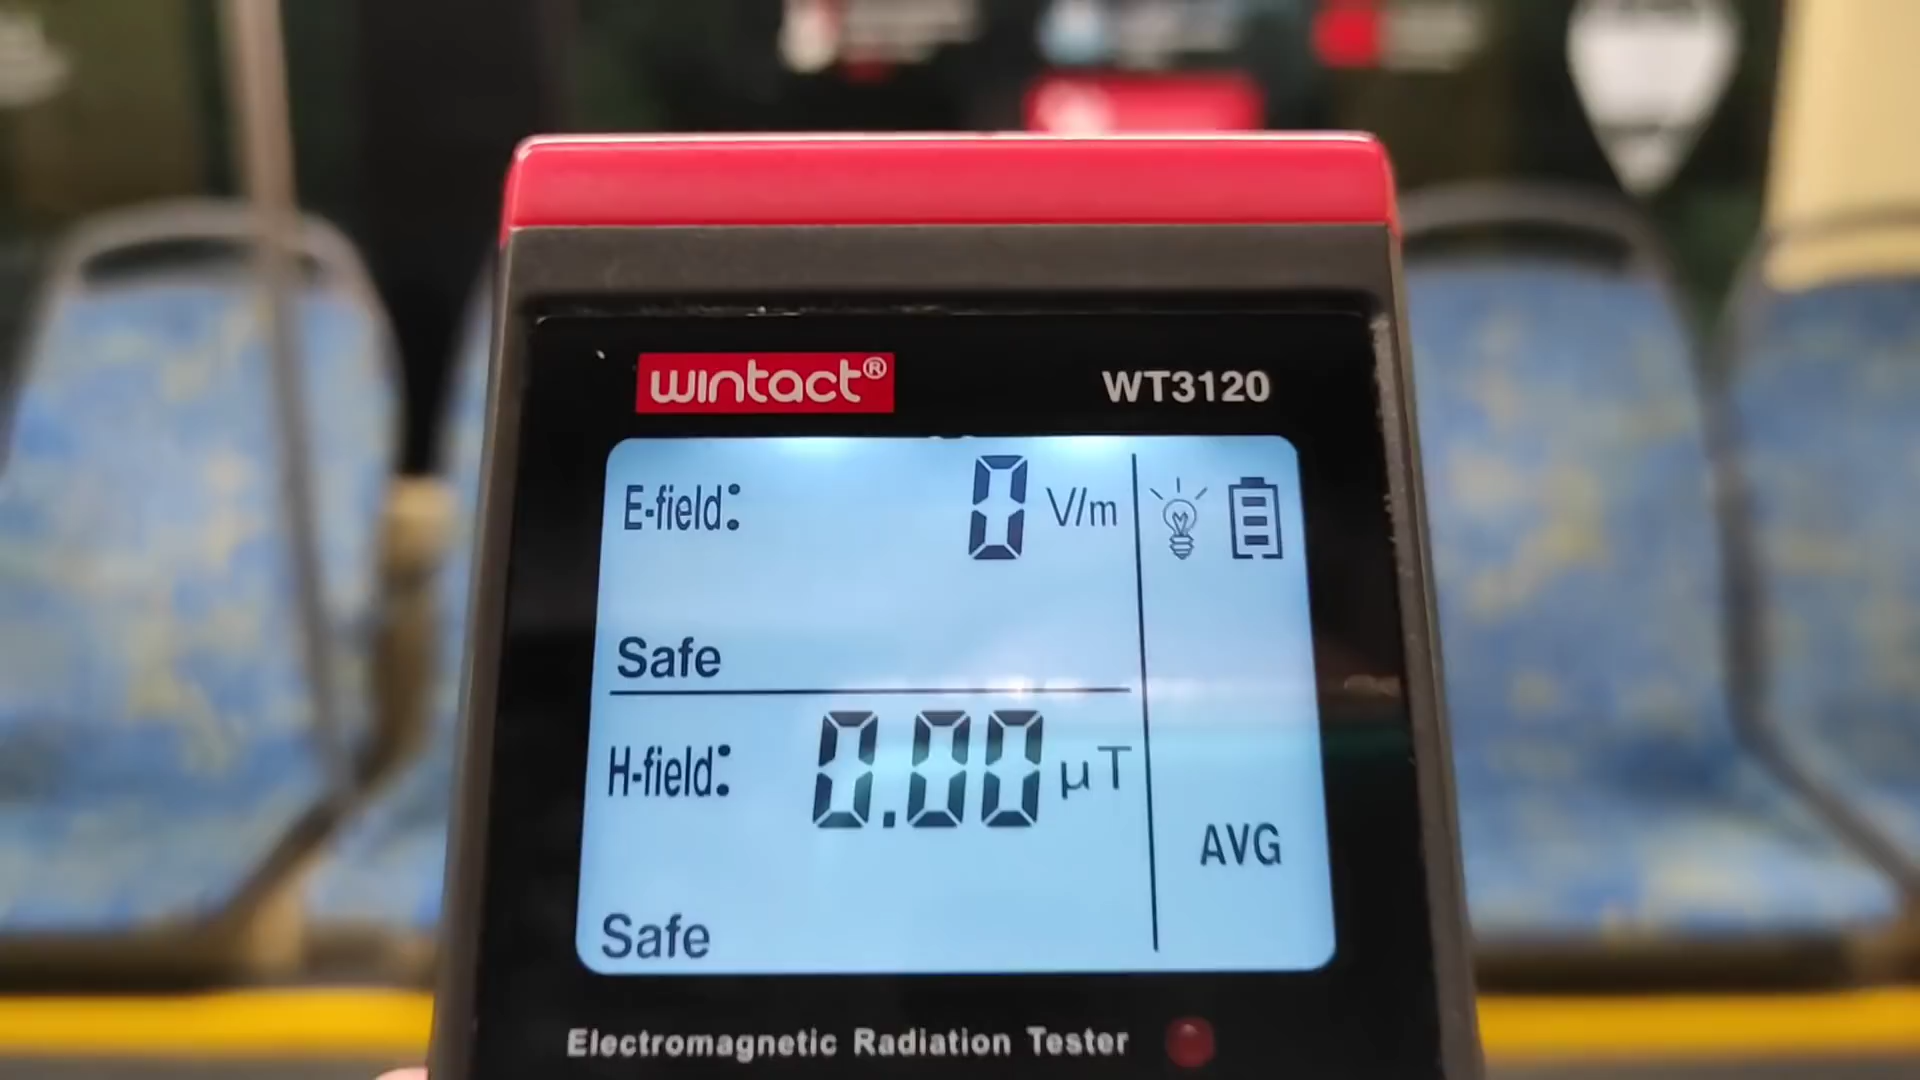 wintact® WT3120
E-field: 0 V/m
Safe
H-field: 0.00 µT
AVG
Safe
Electromagnetic Radiation Tester